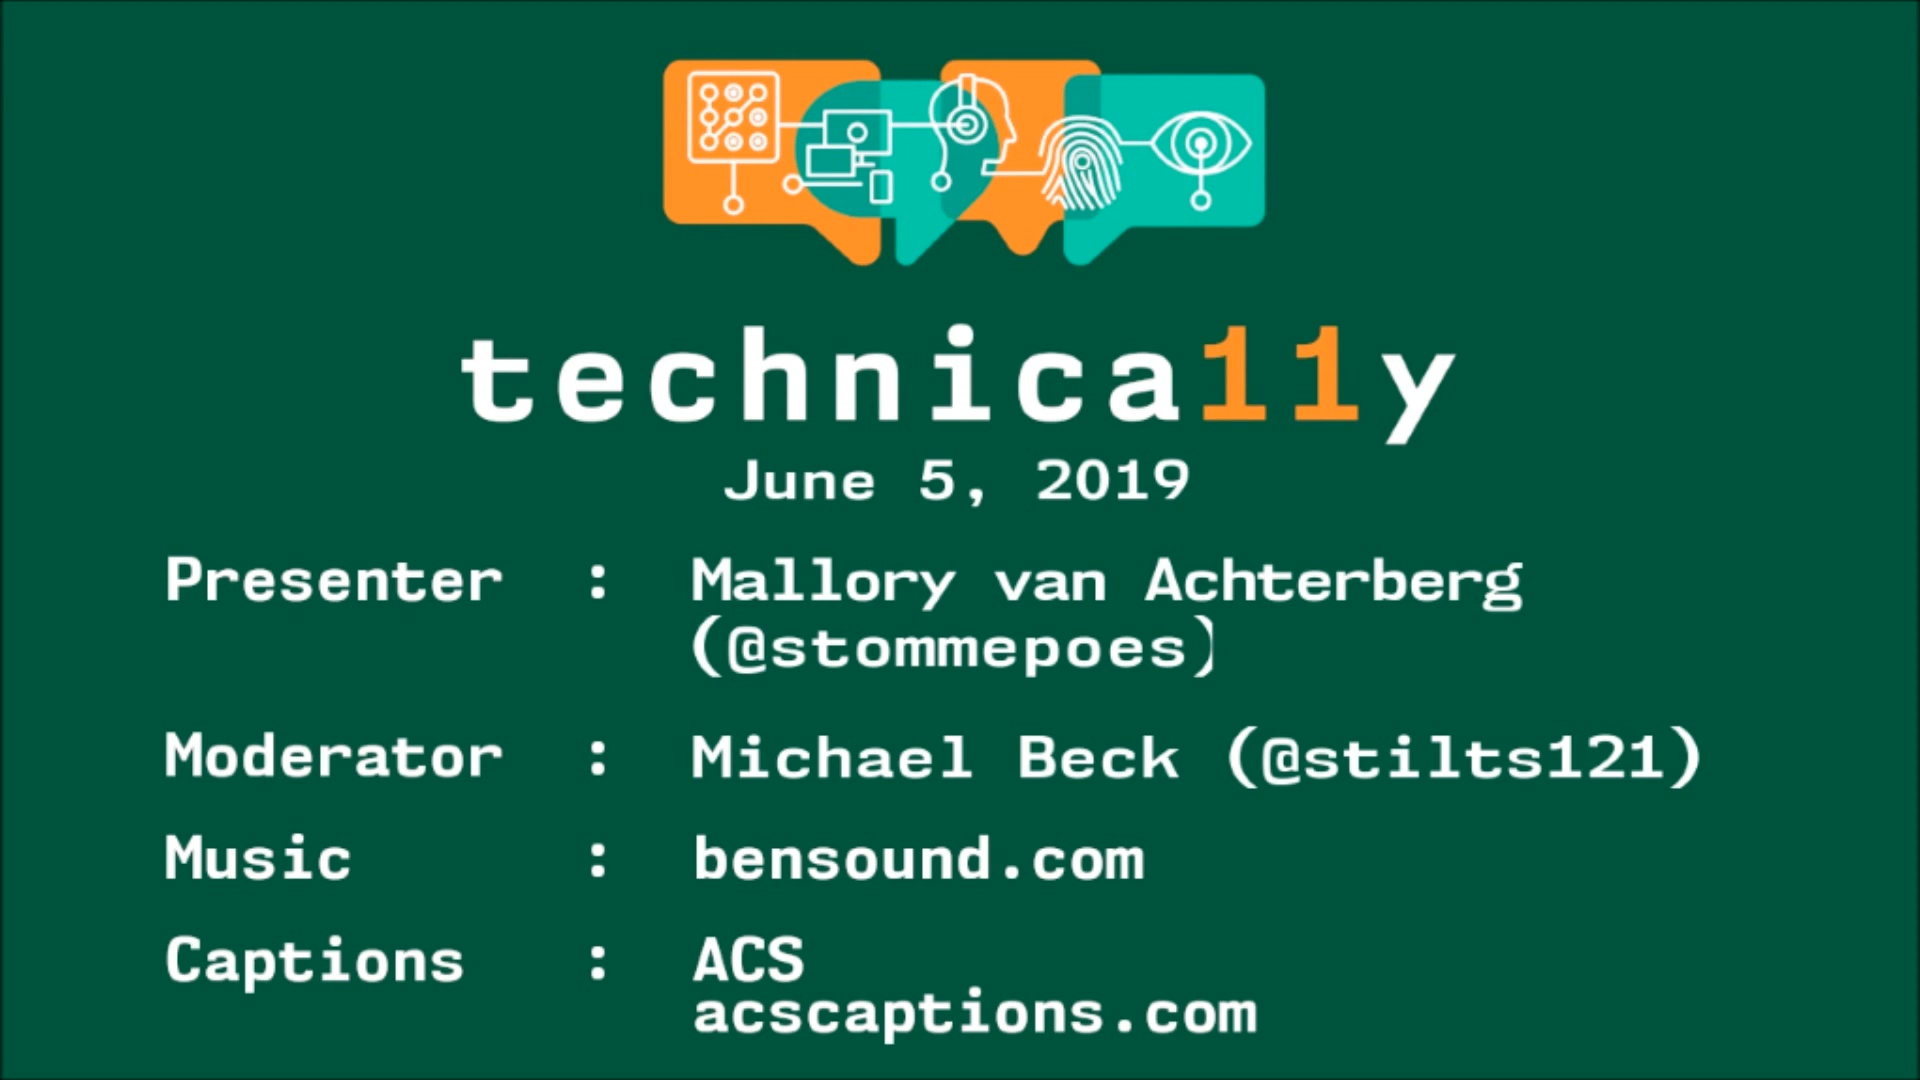 technica11y
June 5, 2019
Presenter : Mallory van Achterberg
(@stommepoes)
Moderator : Michael Beck (@stilts121)
Music : bensound.com
Captions : ACS
acscaptions.com